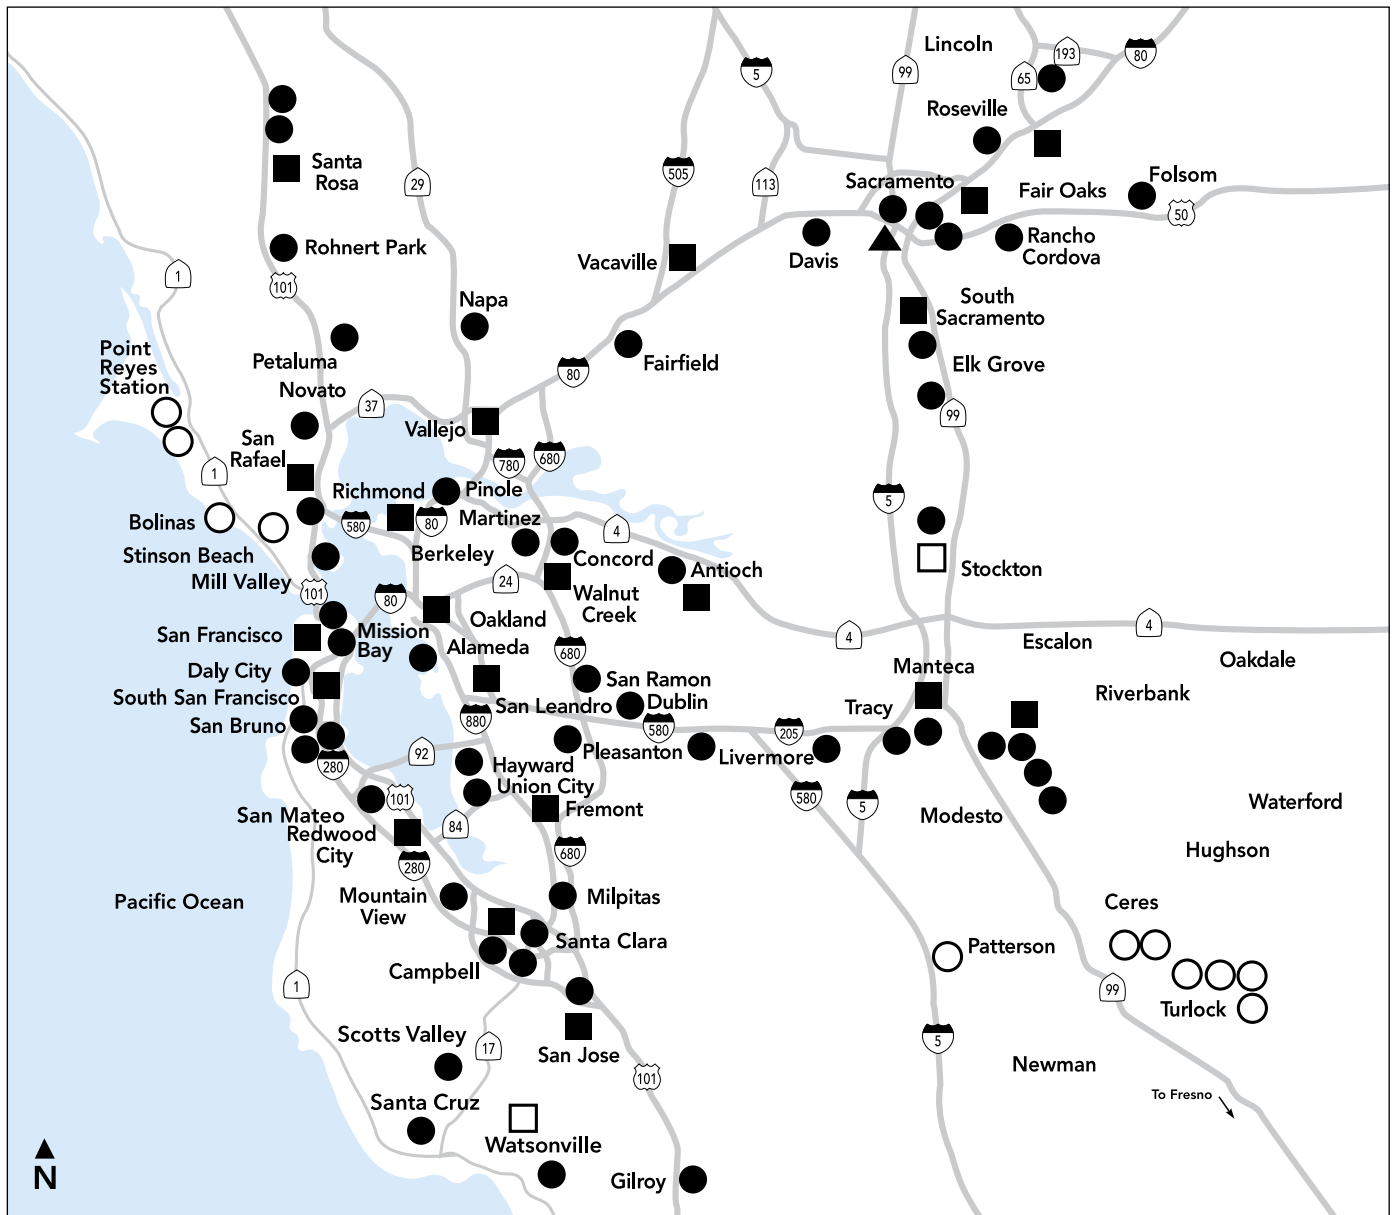 Lincoln
193
80
5
99
65
Roseville
Santa
Rosa
29
505
113
Sacramento
Fair Oaks
Folsom
50
Rohnert Park
1
101
Vacaville
Davis
Rancho
Cordova
Napa
South
Sacramento
Point
Reyes
Station
Petaluma
Novato
80
Fairfield
Elk Grove
37
99
San
Rafael
Vallejo
780
680
1
Richmond
Pinole
5
Bolinas
580
80
Martinez
4
Stinson Beach
Berkeley
Concord
Antioch
Stockton
Mill Valley
101
80
24
Walnut
Creek
San Francisco
Mission
Bay
Oakland
Alameda
680
4
4
Escalon
Oakdale
Daly City
San Ramon
Manteca
Riverbank
South San Francisco
San Leandro
Dublin
Tracy
San Bruno
880
580
205
280
92
Pleasanton
Livermore
Hayward
Union City
101
580
5
Waterford
San Mateo
84
Fremont
Modesto
Redwood
City
280
680
Hughson
Pacific Ocean
Mountain
View
Milpitas
Ceres
Santa Clara
Patterson
Campbell
1
99
Turlock
Scotts Valley
17
San Jose
5
Newman
101
To Fresno
Santa Cruz
N
Watsonville
Gilroy